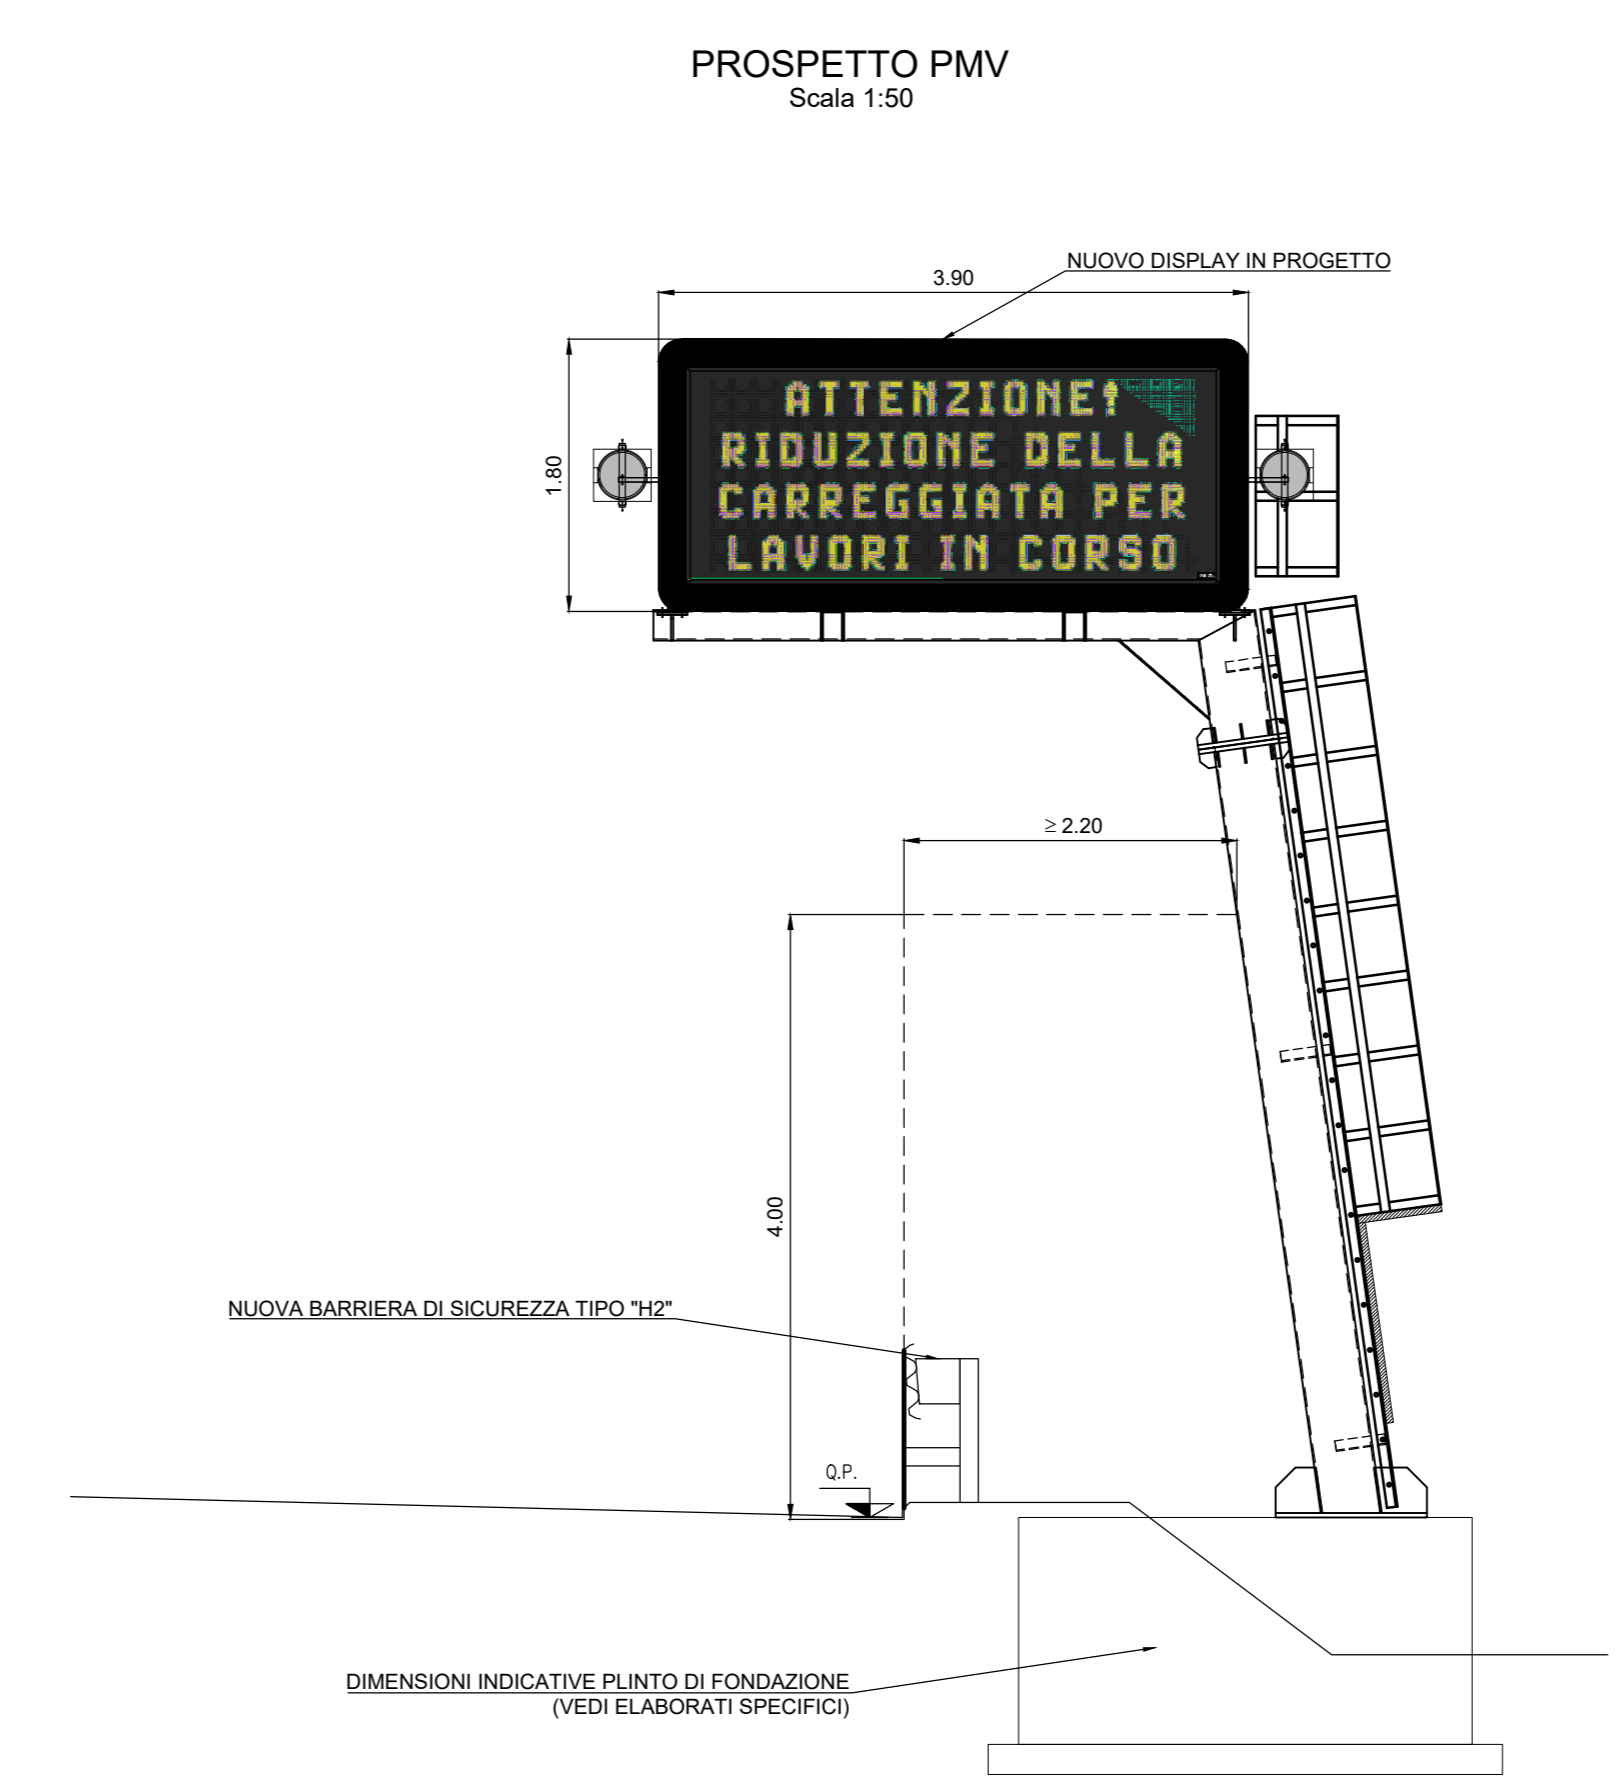 PROSPETTO PMV
Scala 1:50
NUOVO DISPLAY IN PROGETTO
3.90
1.80
ATTENZIONE!
RIDUZIONE DELLA
CARREGGIATA PER
LAVORI IN CORSO
≥ 2.20
4.00
NUOVA BARRIERA DI SICUREZZA TIPO "H2"
Q.P.
DIMENSIONI INDICATIVE PLINTO DI FONDAZIONE
(VEDI ELABORATI SPECIFICI)